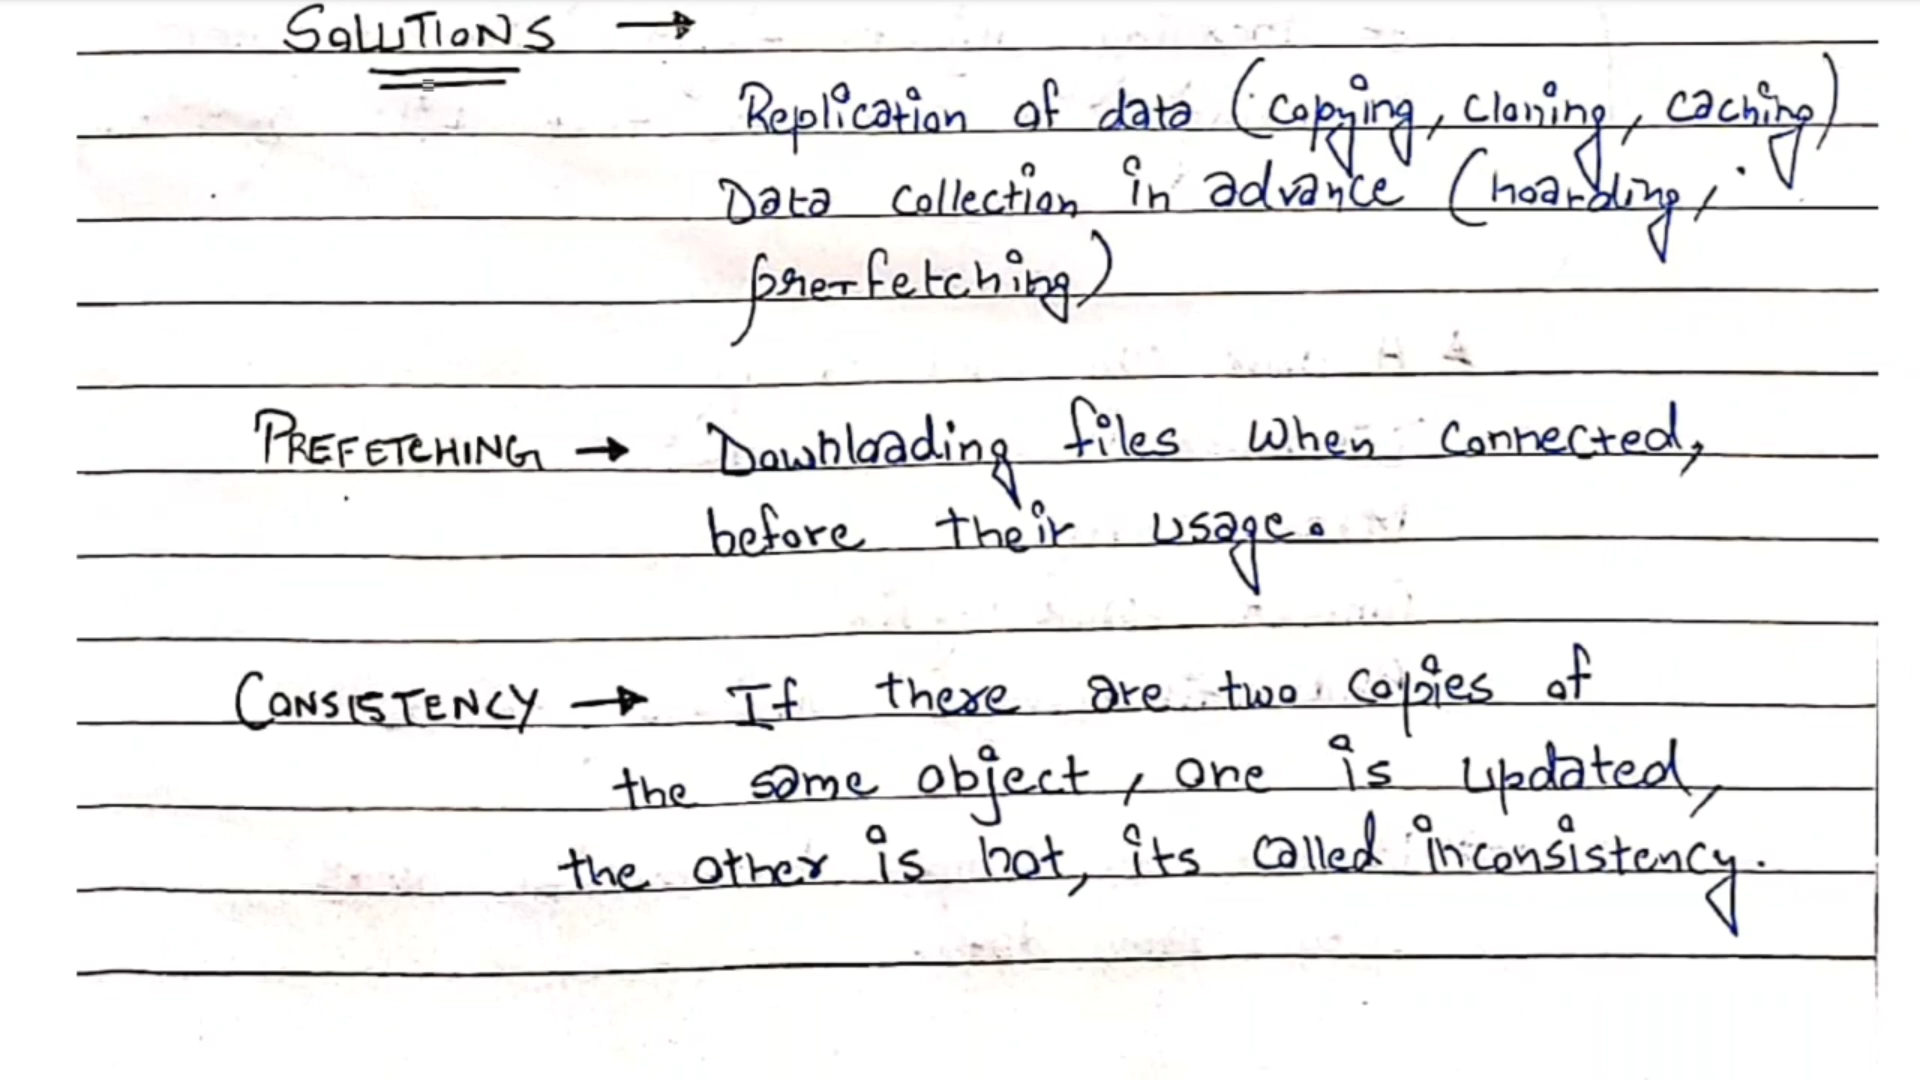 SOLUTIONS →
Replication of data (copying, cloning, caching)
Data collection in advance (hoarding,
pre-fetching)
PREFETCHING → Downloading files when connected,
before their usage.
CONSISTENCY → If there are two copies of
the same object, one is updated,
the other is not, its called inconsistency.